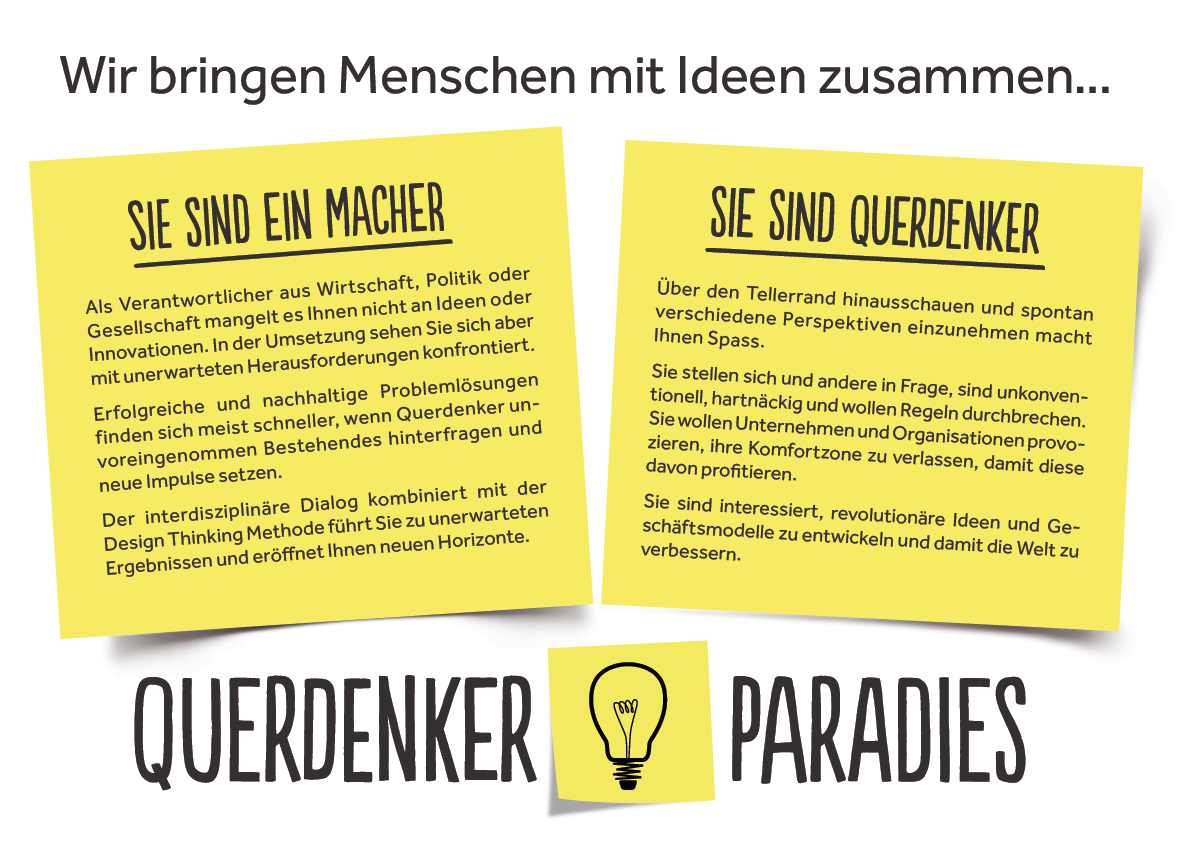 Wir bringen Menschen mit Ideen zusammen...
SIE SIND EIN MACHER
Als Verantwortlicher aus Wirtschaft, Politik oder
Gesellschaft mangelt es Ihnen nicht an Ideen oder
Innovationen. In der Umsetzung sehen Sie sich aber
mit unerwarteten Herausforderungen konfrontiert.
Erfolgreiche und nachhaltige Problemlösungen
finden sich meist schneller, wenn Querdenker un-
voreingenommen Bestehendes hinterfragen und
neue Impulse setzen.
Der interdisziplinäre Dialog kombiniert mit der
Design Thinking Methode führt Sie zu unerwarteten
Ergebnissen und eröffnet Ihnen neuen Horizonte.
SIE SIND QUERDENKER
Über den Tellerrand hinausschauen und spontan
verschiedene Perspektiven einzunehmen macht
Ihnen Spass.
Sie stellen sich und andere in Frage, sind unkonven-
tionell, hartnäckig und wollen Regeln durchbrechen.
Sie wollen Unternehmen und Organisationen provo-
zieren, ihre Komfortzone zu verlassen, damit diese
davon profitieren.
Sie sind interessiert, revolutionäre Ideen und Ge-
schäftsmodelle zu entwickeln und damit die Welt zu
verbessern.
QUERDENKER PARADIES